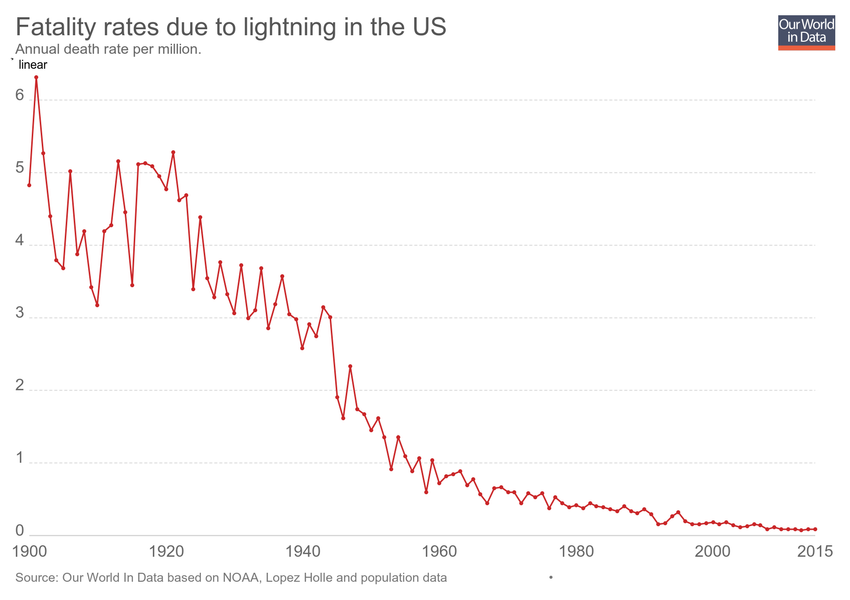 Fatality rates due to lightning in the US
Our World
in Data
Annual death rate per million.
linear
6
5
4
3
2
1
0
1900 1920 1940 1960 1980 2000 2015
Source: Our World In Data based on NOAA, Lopez Holle and population data